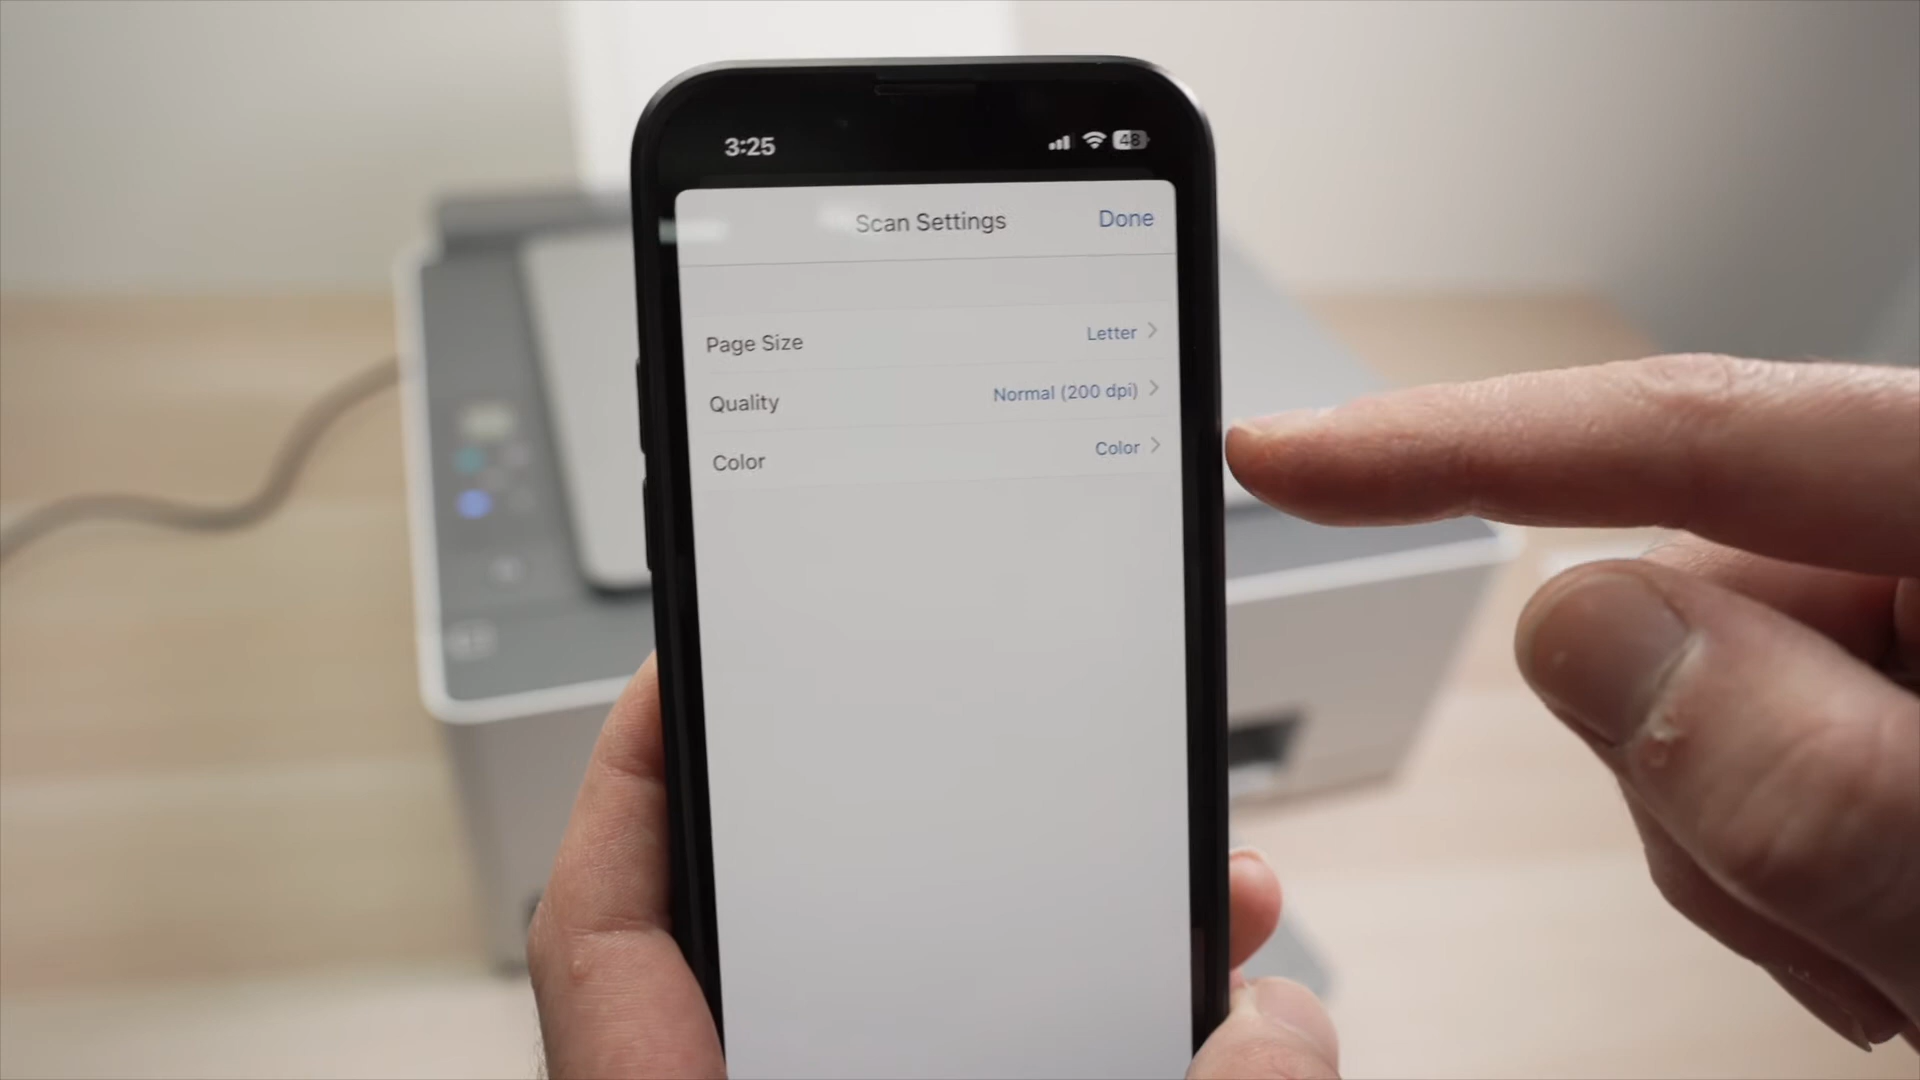 3:25 48
Scan Settings Done
Page Size Letter
Quality Normal (200 dpi)
Color Color